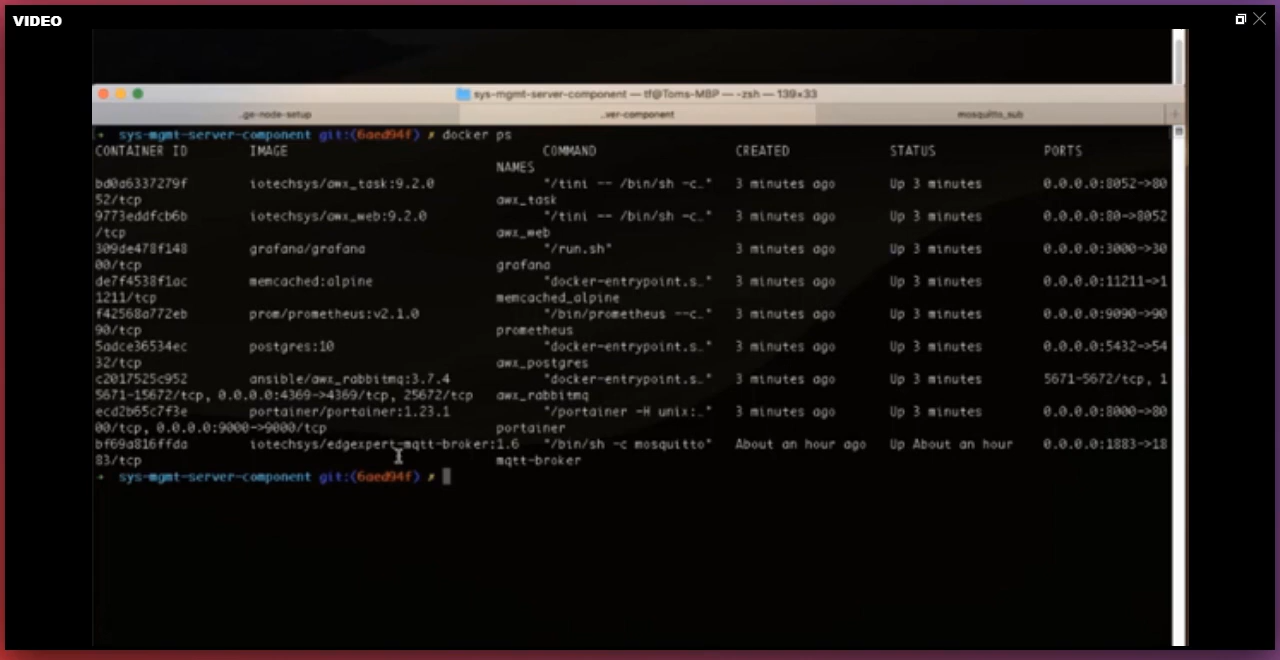 VIDEO
sys-mgmt-server-component — tf@Toms-MBP — -zsh — 139×33
..ge-node-setup ..ver-component mosquitto_sub
→ sys-mgmt-server-component git:(6aed94f) ✗ docker ps
CONTAINER ID IMAGE COMMAND CREATED STATUS PORTS
NAMES
bd0a6337279f iotechsys/awx_task:9.2.0 "/tini -- /bin/sh -c…" 3 minutes ago Up 3 minutes 0.0.0.0:8052->80
52/tcp awx_task
9773eddfcb6b iotechsys/awx_web:9.2.0 "/tini -- /bin/sh -c…" 3 minutes ago Up 3 minutes 0.0.0.0:80->8052
/tcp awx_web
309de478f148 grafana/grafana "/run.sh" 3 minutes ago Up 3 minutes 0.0.0.0:3000->30
00/tcp grafana
de7f4538f1ac memcached:alpine "docker-entrypoint.s…" 3 minutes ago Up 3 minutes 0.0.0.0:11211->1
1211/tcp memcached_alpine
f42568a772eb prom/prometheus:v2.1.0 "/bin/prometheus --c…" 3 minutes ago Up 3 minutes 0.0.0.0:9090->90
90/tcp prometheus
5adce36534ec postgres:10 "docker-entrypoint.s…" 3 minutes ago Up 3 minutes 0.0.0.0:5432->54
32/tcp awx_postgres
c2017525c952 ansible/awx_rabbitmq:3.7.4 "docker-entrypoint.s…" 3 minutes ago Up 3 minutes 5671-5672/tcp, 1
5671-15672/tcp, 0.0.0.0:4369->4369/tcp, 25672/tcp awx_rabbitmq
ecd2b65c7f3e portainer/portainer:1.23.1 "/portainer -H unix:…" 3 minutes ago Up 3 minutes 0.0.0.0:8000->80
00/tcp, 0.0.0.0:9000->9000/tcp portainer
bf69a816ffda iotechsys/edgexpert-mqtt-broker:1.6 "/bin/sh -c mosquitto" About an hour ago Up About an hour 0.0.0.0:1883->18
83/tcp mqtt-broker
→ sys-mgmt-server-component git:(6aed94f) ✗